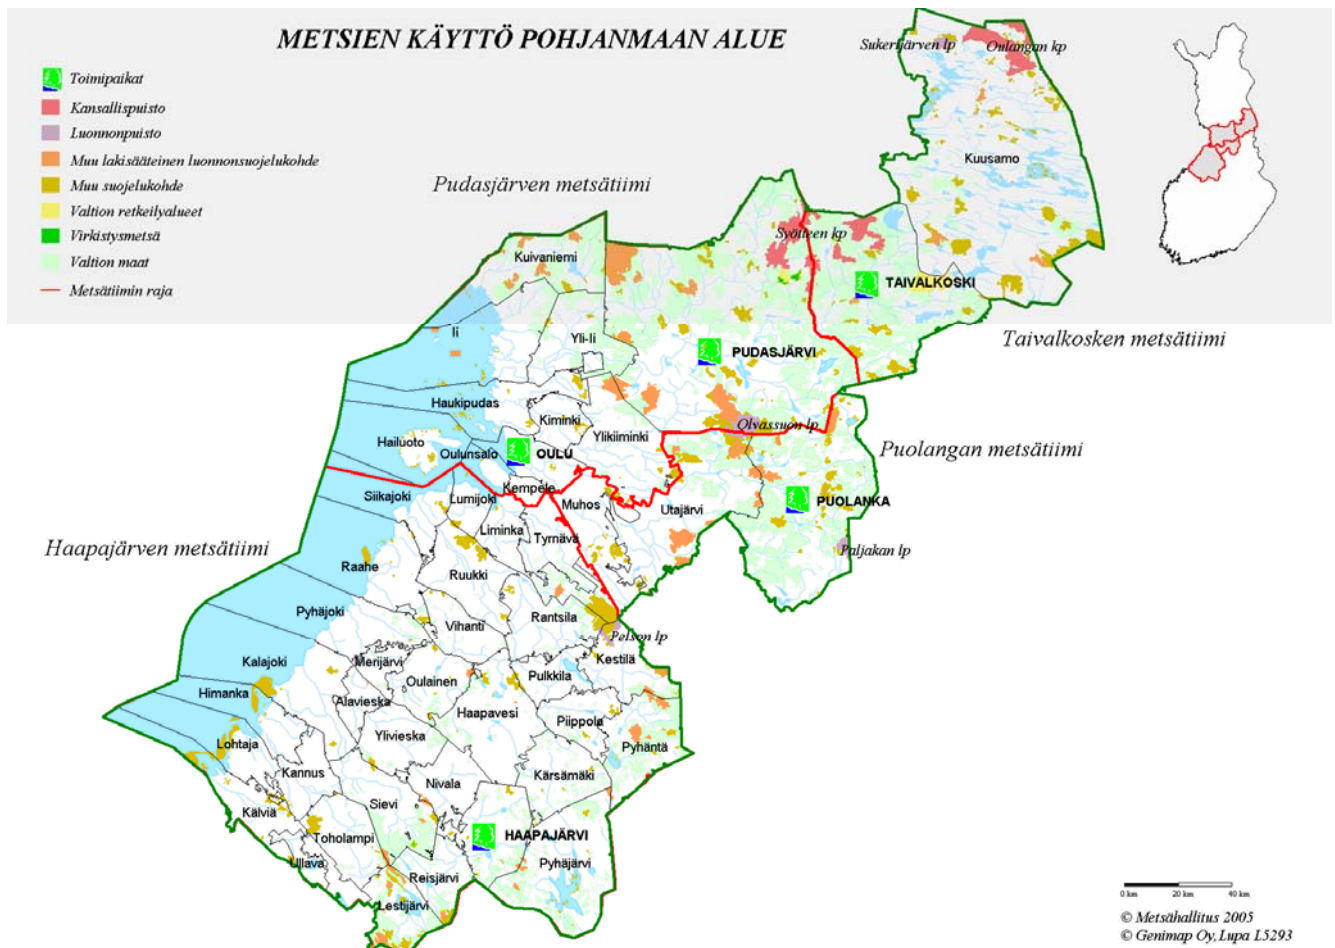 METSIEN KÄYTTÖ POHJANMAAN ALUE
Toimipaikat
Kansallispuisto
Luonnonpuisto
Muu lakisääteinen luonnonsuojelukohde
Muu suojelukohde
Valtion retkeilyalueet
Virkistysmetsä
Valtion maat
Metsätiimin raja
Sukerijärven lp
Oulangan kp
Kuusamo
Pudasjärven metsätiimi
Syötteen kp
Kuivaniemi
TAIVALKOSKI
Ii
Yli-Ii
PUDASJÄRVI
Taivalkosken metsätiimi
Haukipudas
Kiminki
Ylikiiminki
Olvassuon lp
Hailuoto
Oulunsalo
OULU
Puolangan metsätiimi
Kempele
Siikajoki
Lumijoki
Muhos
Utajärvi
PUOLANKA
Liminka
Tyrnävä
Haapajärven metsätiimi
Paljakan lp
Raahe
Ruukki
Pyhäjoki
Vihanti
Rantsila
Pelson lp
Kestilä
Kalajoki
Merijärvi
Oulainen
Pulkkila
Himanka
Alavieska
Haapavesi
Piippola
Ylivieska
Lohtaja
Pyhäntä
Kannus
Kärsämäki
Nivala
Sievi
Kälviä
Toholampi
HAAPAJÄRVI
Ullava
Pyhäjärvi
Reisjärvi
Lestijärvi
0 km 20 km 40 km
© Metsähallitus 2005
© Genimap Oy, Lupa L5293